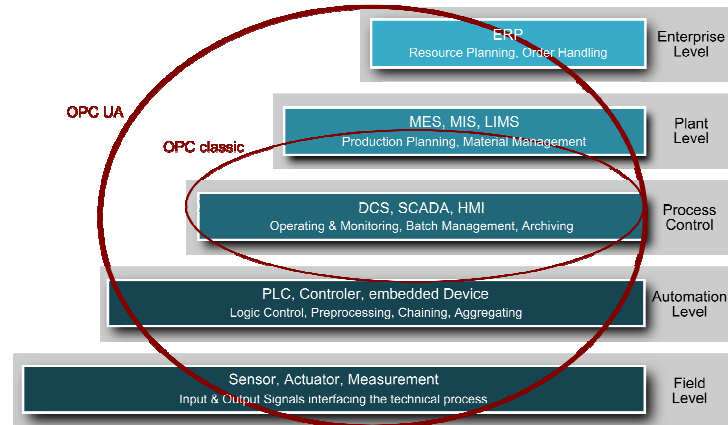 ERP
Resource Planning, Order Handling
Enterprise
Level
OPC UA
MES, MIS, LIMS
Production Planning, Material Management
Plant
Level
OPC classic
DCS, SCADA, HMI
Operating & Monitoring, Batch Management, Archiving
Process
Control
PLC, Controler, embedded Device
Logic Control, Preprocessing, Chaining, Aggregating
Automation
Level
Sensor, Actuator, Measurement
Input & Output Signals interfacing the technical process
Field
Level